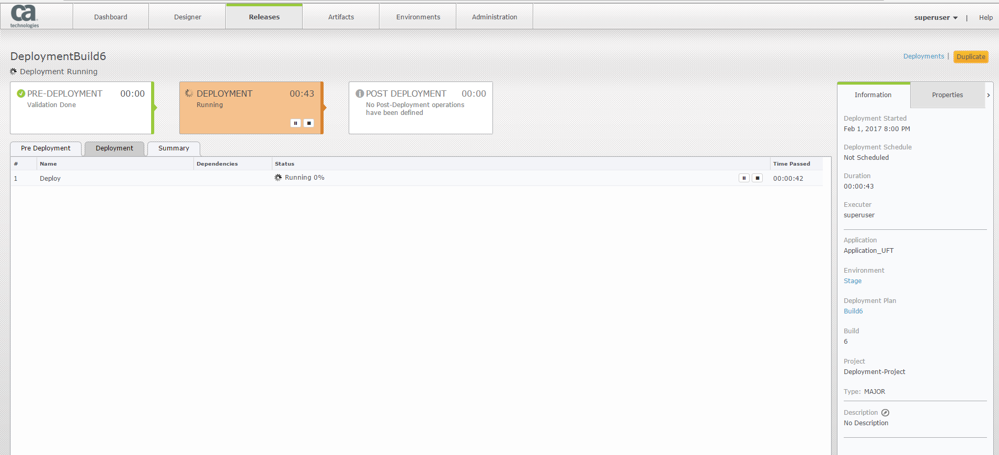 ca
technologies
Dashboard
Designer
Releases
Artifacts
Environments
Administration
superuser
|
Help
DeploymentBuild6
Deployments |
Duplicate
Deployment Running
PRE-DEPLOYMENT 00:00
Validation Done
DEPLOYMENT 00:43
Running
POST DEPLOYMENT 00:00
No Post-Deployment operations
have been defined
Pre Deployment
Deployment
Summary
# Name Dependencies Status Time Passed
1 Deploy Running 0% 00:00:42
Information
Properties
Deployment Started
Feb 1, 2017 8:00 PM
Deployment Schedule
Not Scheduled
Duration
00:00:43
Executer
superuser
Application
Application_UFT
Environment
Stage
Deployment Plan
Build6
Build
6
Project
Deployment-Project
Type: MAJOR
Description
No Description